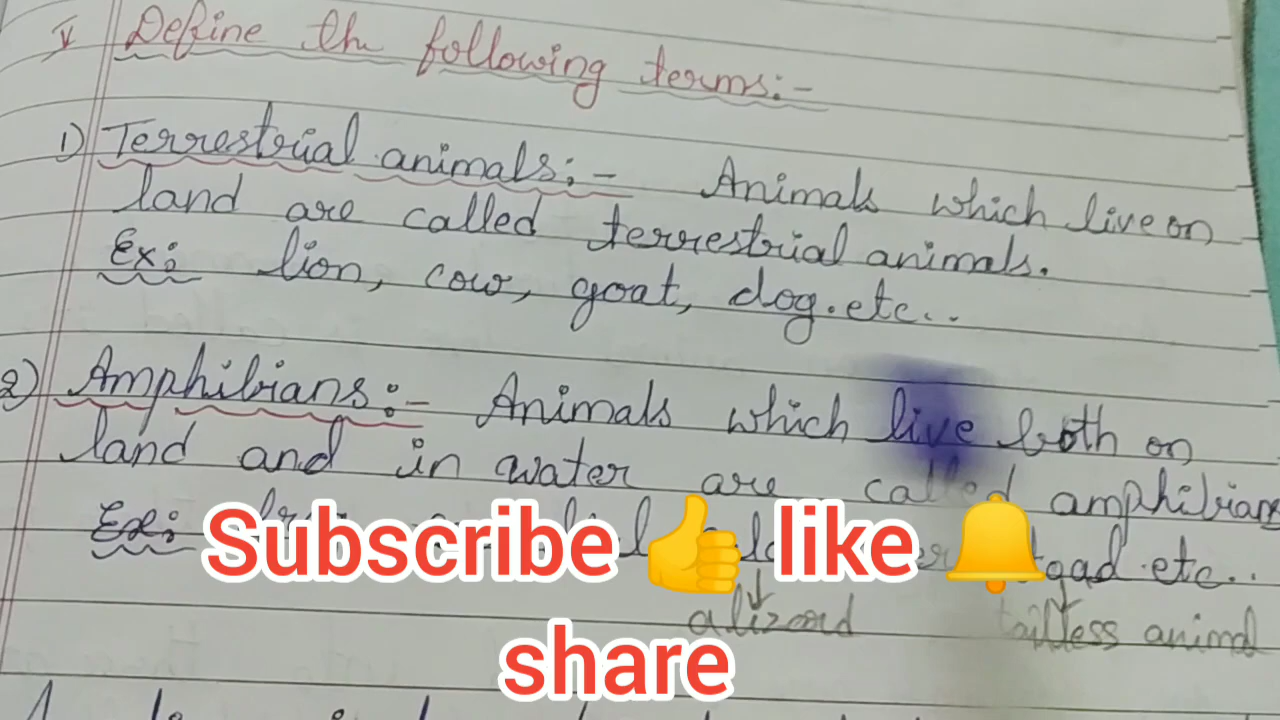 V Define the following terms:-
1) Terrestrial animals:- Animals which live on
land are called terrestrial animals.
Ex: lion, cow, goat, dog.etc..
2) Amphibians:- Animals which live both on
land and in water are called amphibians
Ex: toad etc..
Subscribe 👍 like 🔔
alizard tailless animal
share